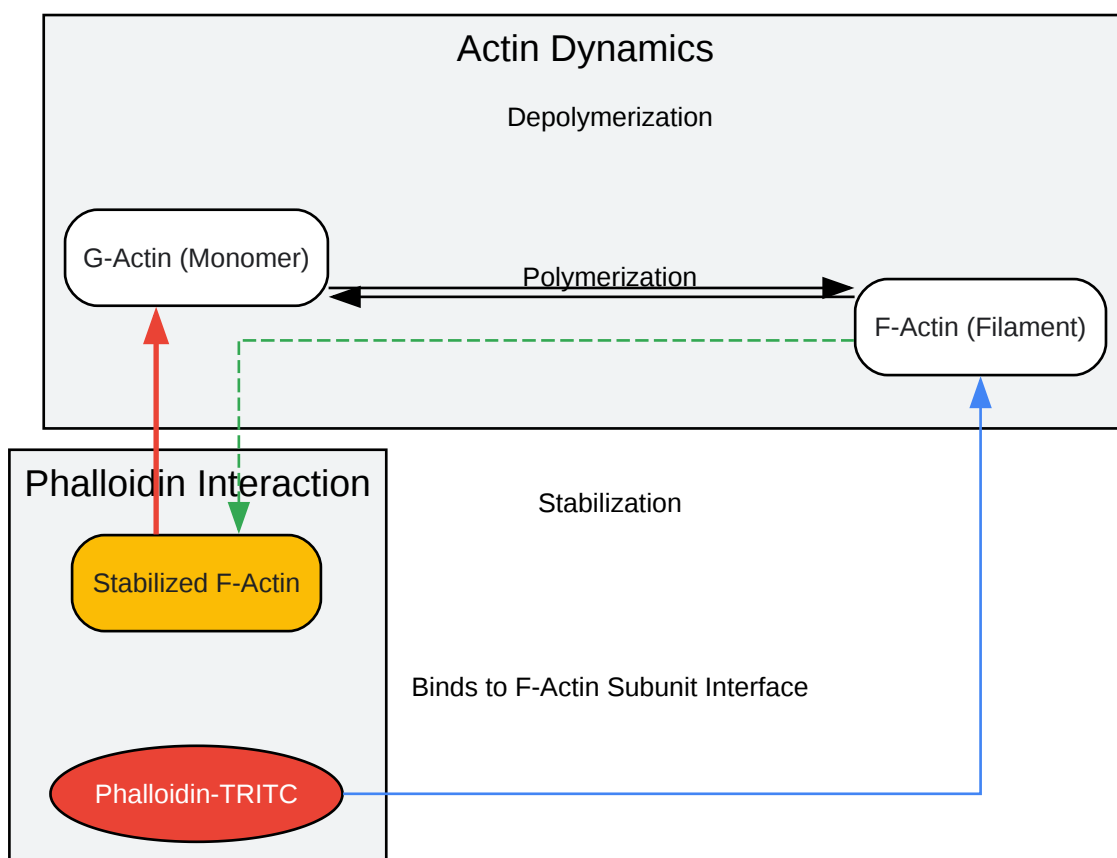 Actin Dynamics
Depolymerization
G-Actin (Monomer)
Polymerization
F-Actin (Filament)
Phalloidin Interaction
Stabilization
Stabilized F-Actin
Binds to F-Actin Subunit Interface
Phalloidin-TRITC